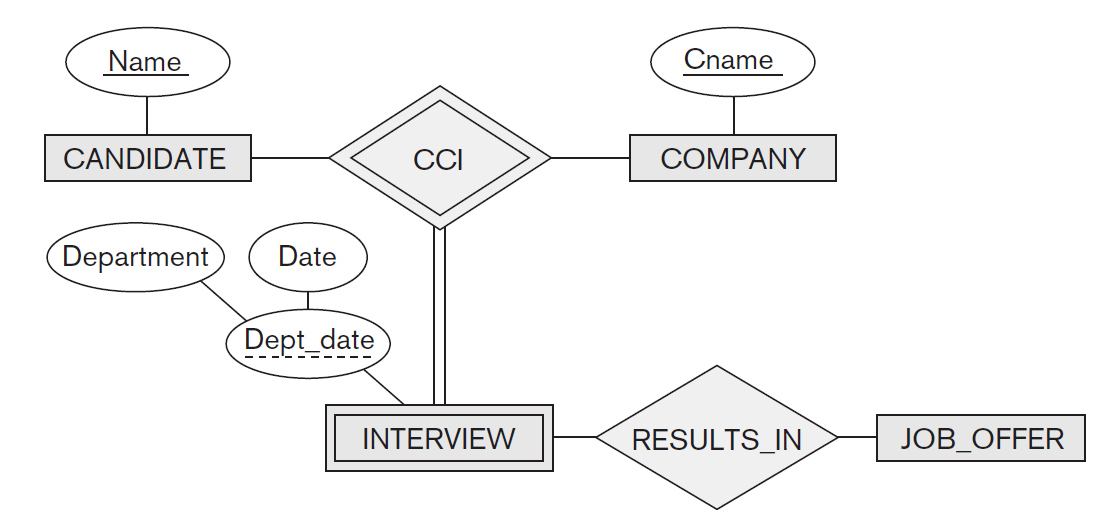 Name
Cname
CANDIDATE
CCI
COMPANY
Department
Date
Dept_date
INTERVIEW
RESULTS_IN
JOB_OFFER